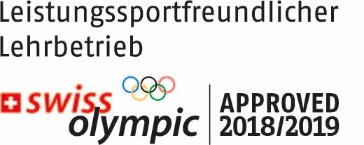 Leistungssportfreundlicher
Lehrbetrieb
swiss olympic
APPROVED
2018/2019